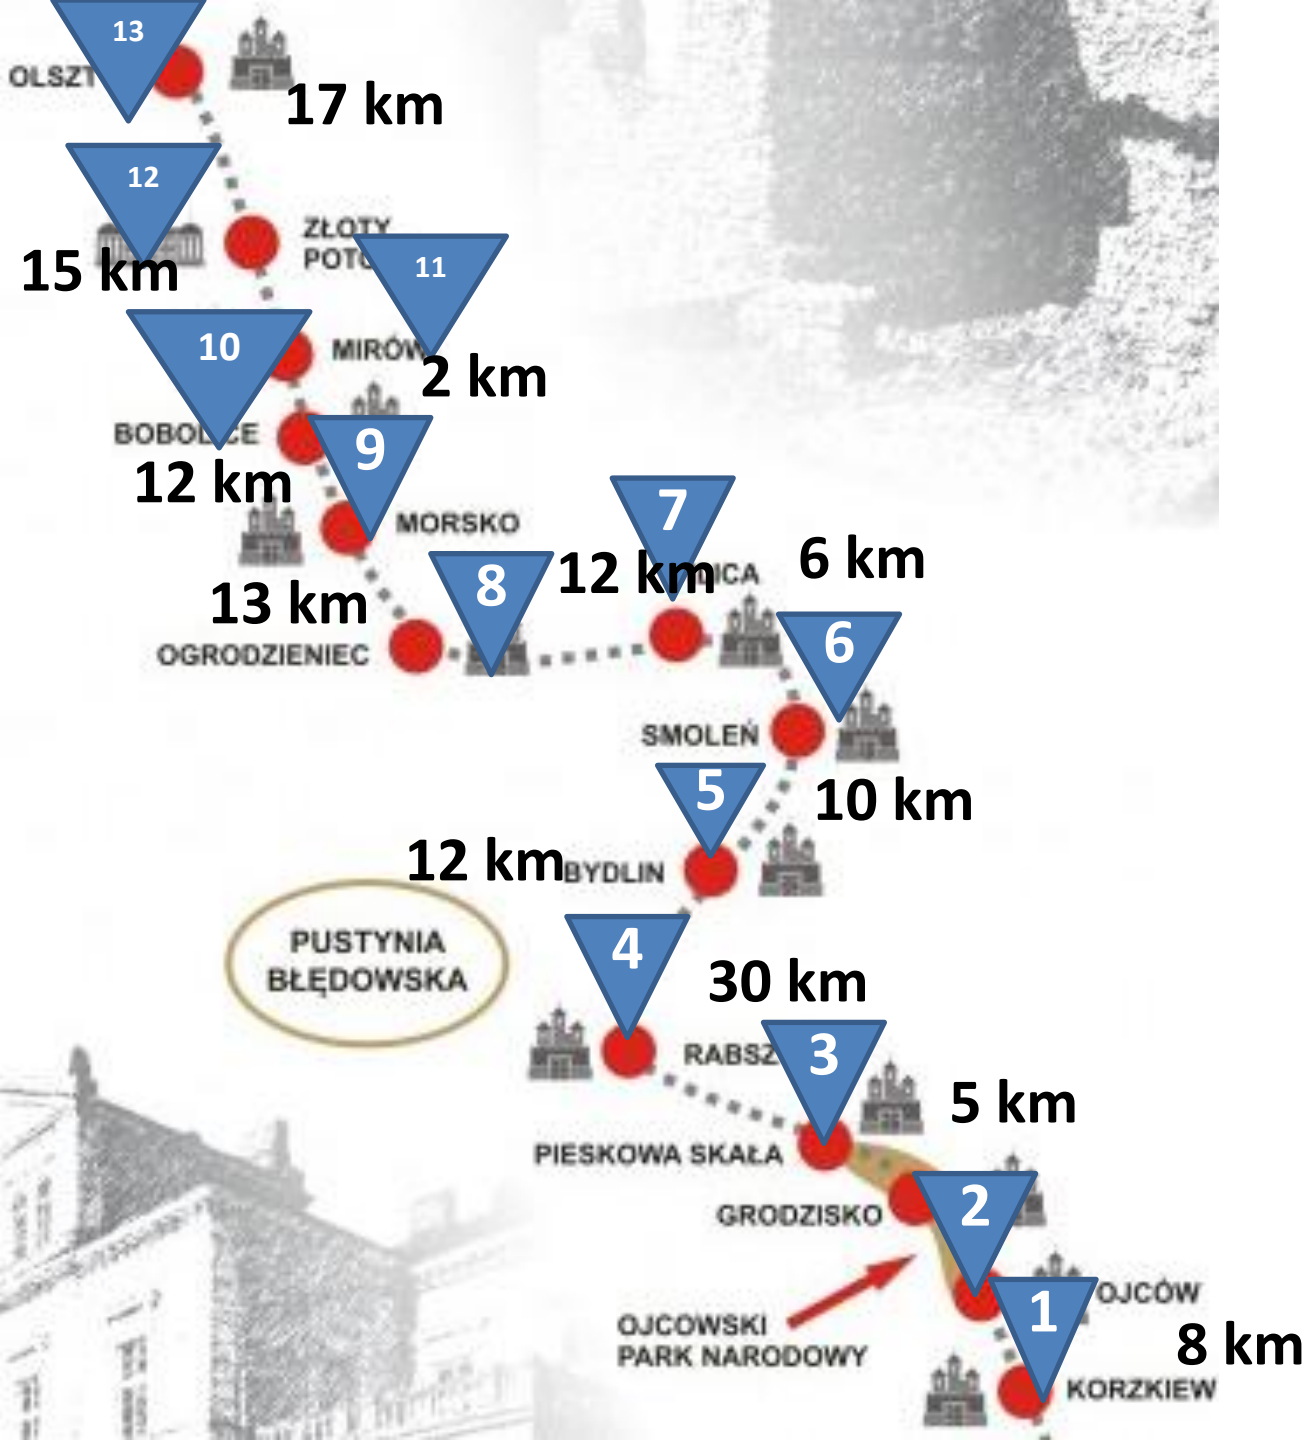 13
OLSZT
17 km
12
ZŁOTY
POTO
11
15 km
10
MIRÓW
2 km
BOBOLICE
9
12 km
MORSKO
7
6 km
8
12 km
LICA
13 km
6
OGRODZIENIEC
SMOLEŃ
5
10 km
12 km
BYDLIN
4
PUSTYNIA
BŁĘDOWSKA
30 km
RABSZ
3
5 km
PIESKOWA SKAŁA
2
GRODZISKO
OJCÓW
1
OJCOWSKI
PARK NARODOWY
8 km
KORZKIEW